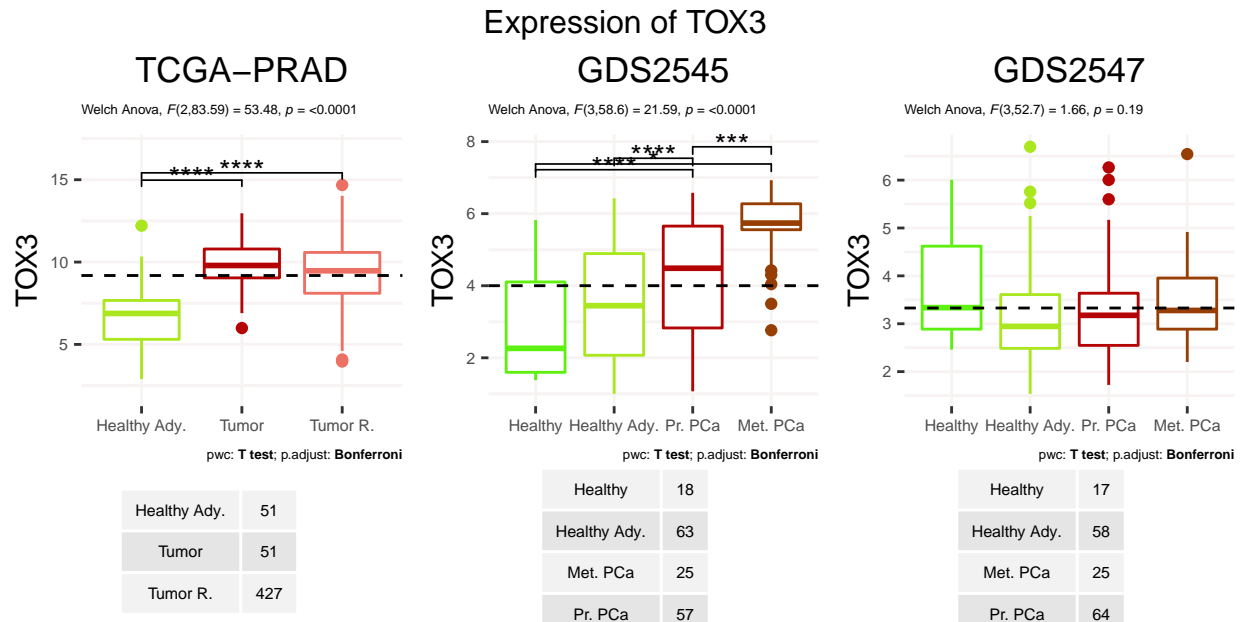 Expression of TOX3
TCGA−PRAD
Welch Anova, F(2,83.59) = 53.48, p = <0.0001
TOX3
15
10
5
****
****
Healthy Ady.
Tumor
Tumor R.
pwc: T test; p.adjust: Bonferroni
Healthy Ady. 51
Tumor 51
Tumor R. 427
GDS2545
Welch Anova, F(3,58.6) = 21.59, p = <0.0001
TOX3
8
6
4
2
***
****
****
*
Healthy
Healthy Ady.
Pr. PCa
Met. PCa
pwc: T test; p.adjust: Bonferroni
Healthy 18
Healthy Ady. 63
Met. PCa 25
Pr. PCa 57
GDS2547
Welch Anova, F(3,52.7) = 1.66, p = 0.19
TOX3
6
5
4
3
2
Healthy
Healthy Ady.
Pr. PCa
Met. PCa
pwc: T test; p.adjust: Bonferroni
Healthy 17
Healthy Ady. 58
Met. PCa 25
Pr. PCa 64